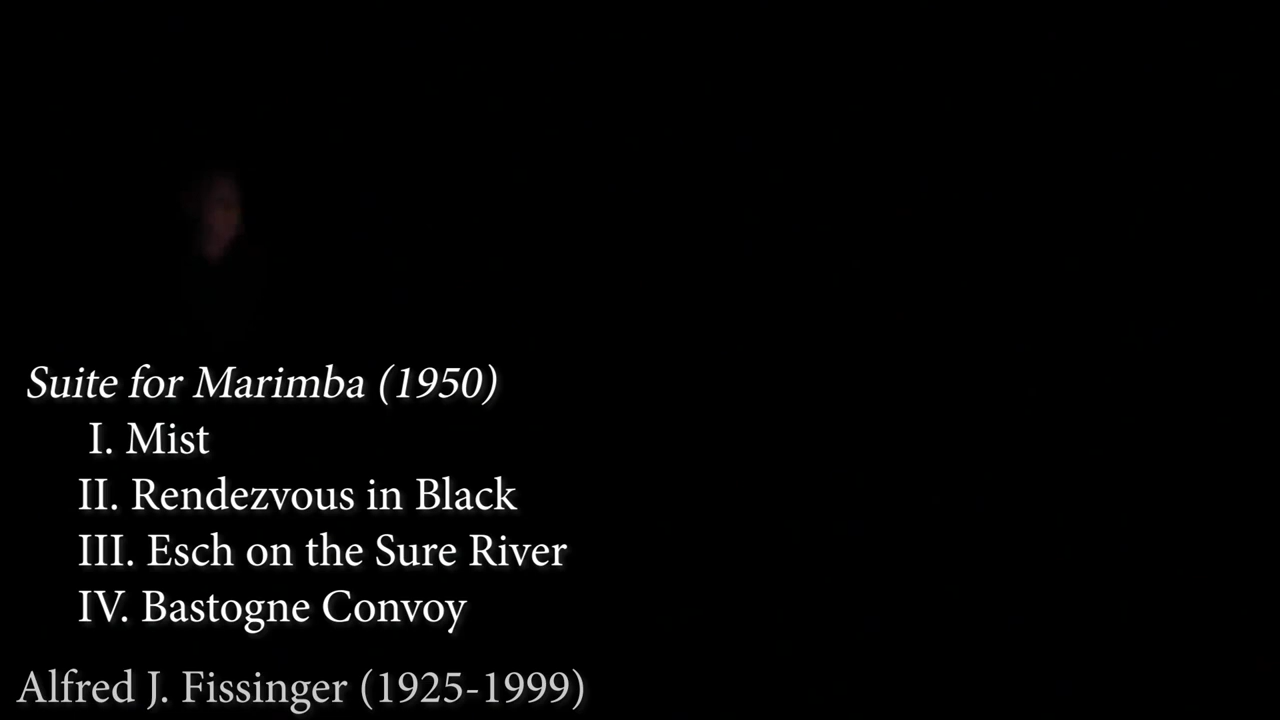 Suite for Marimba (1950)
I. Mist
II. Rendezvous in Black
III. Esch on the Sure River
IV. Bastogne Convoy
Alfred J. Fissinger (1925-1999)